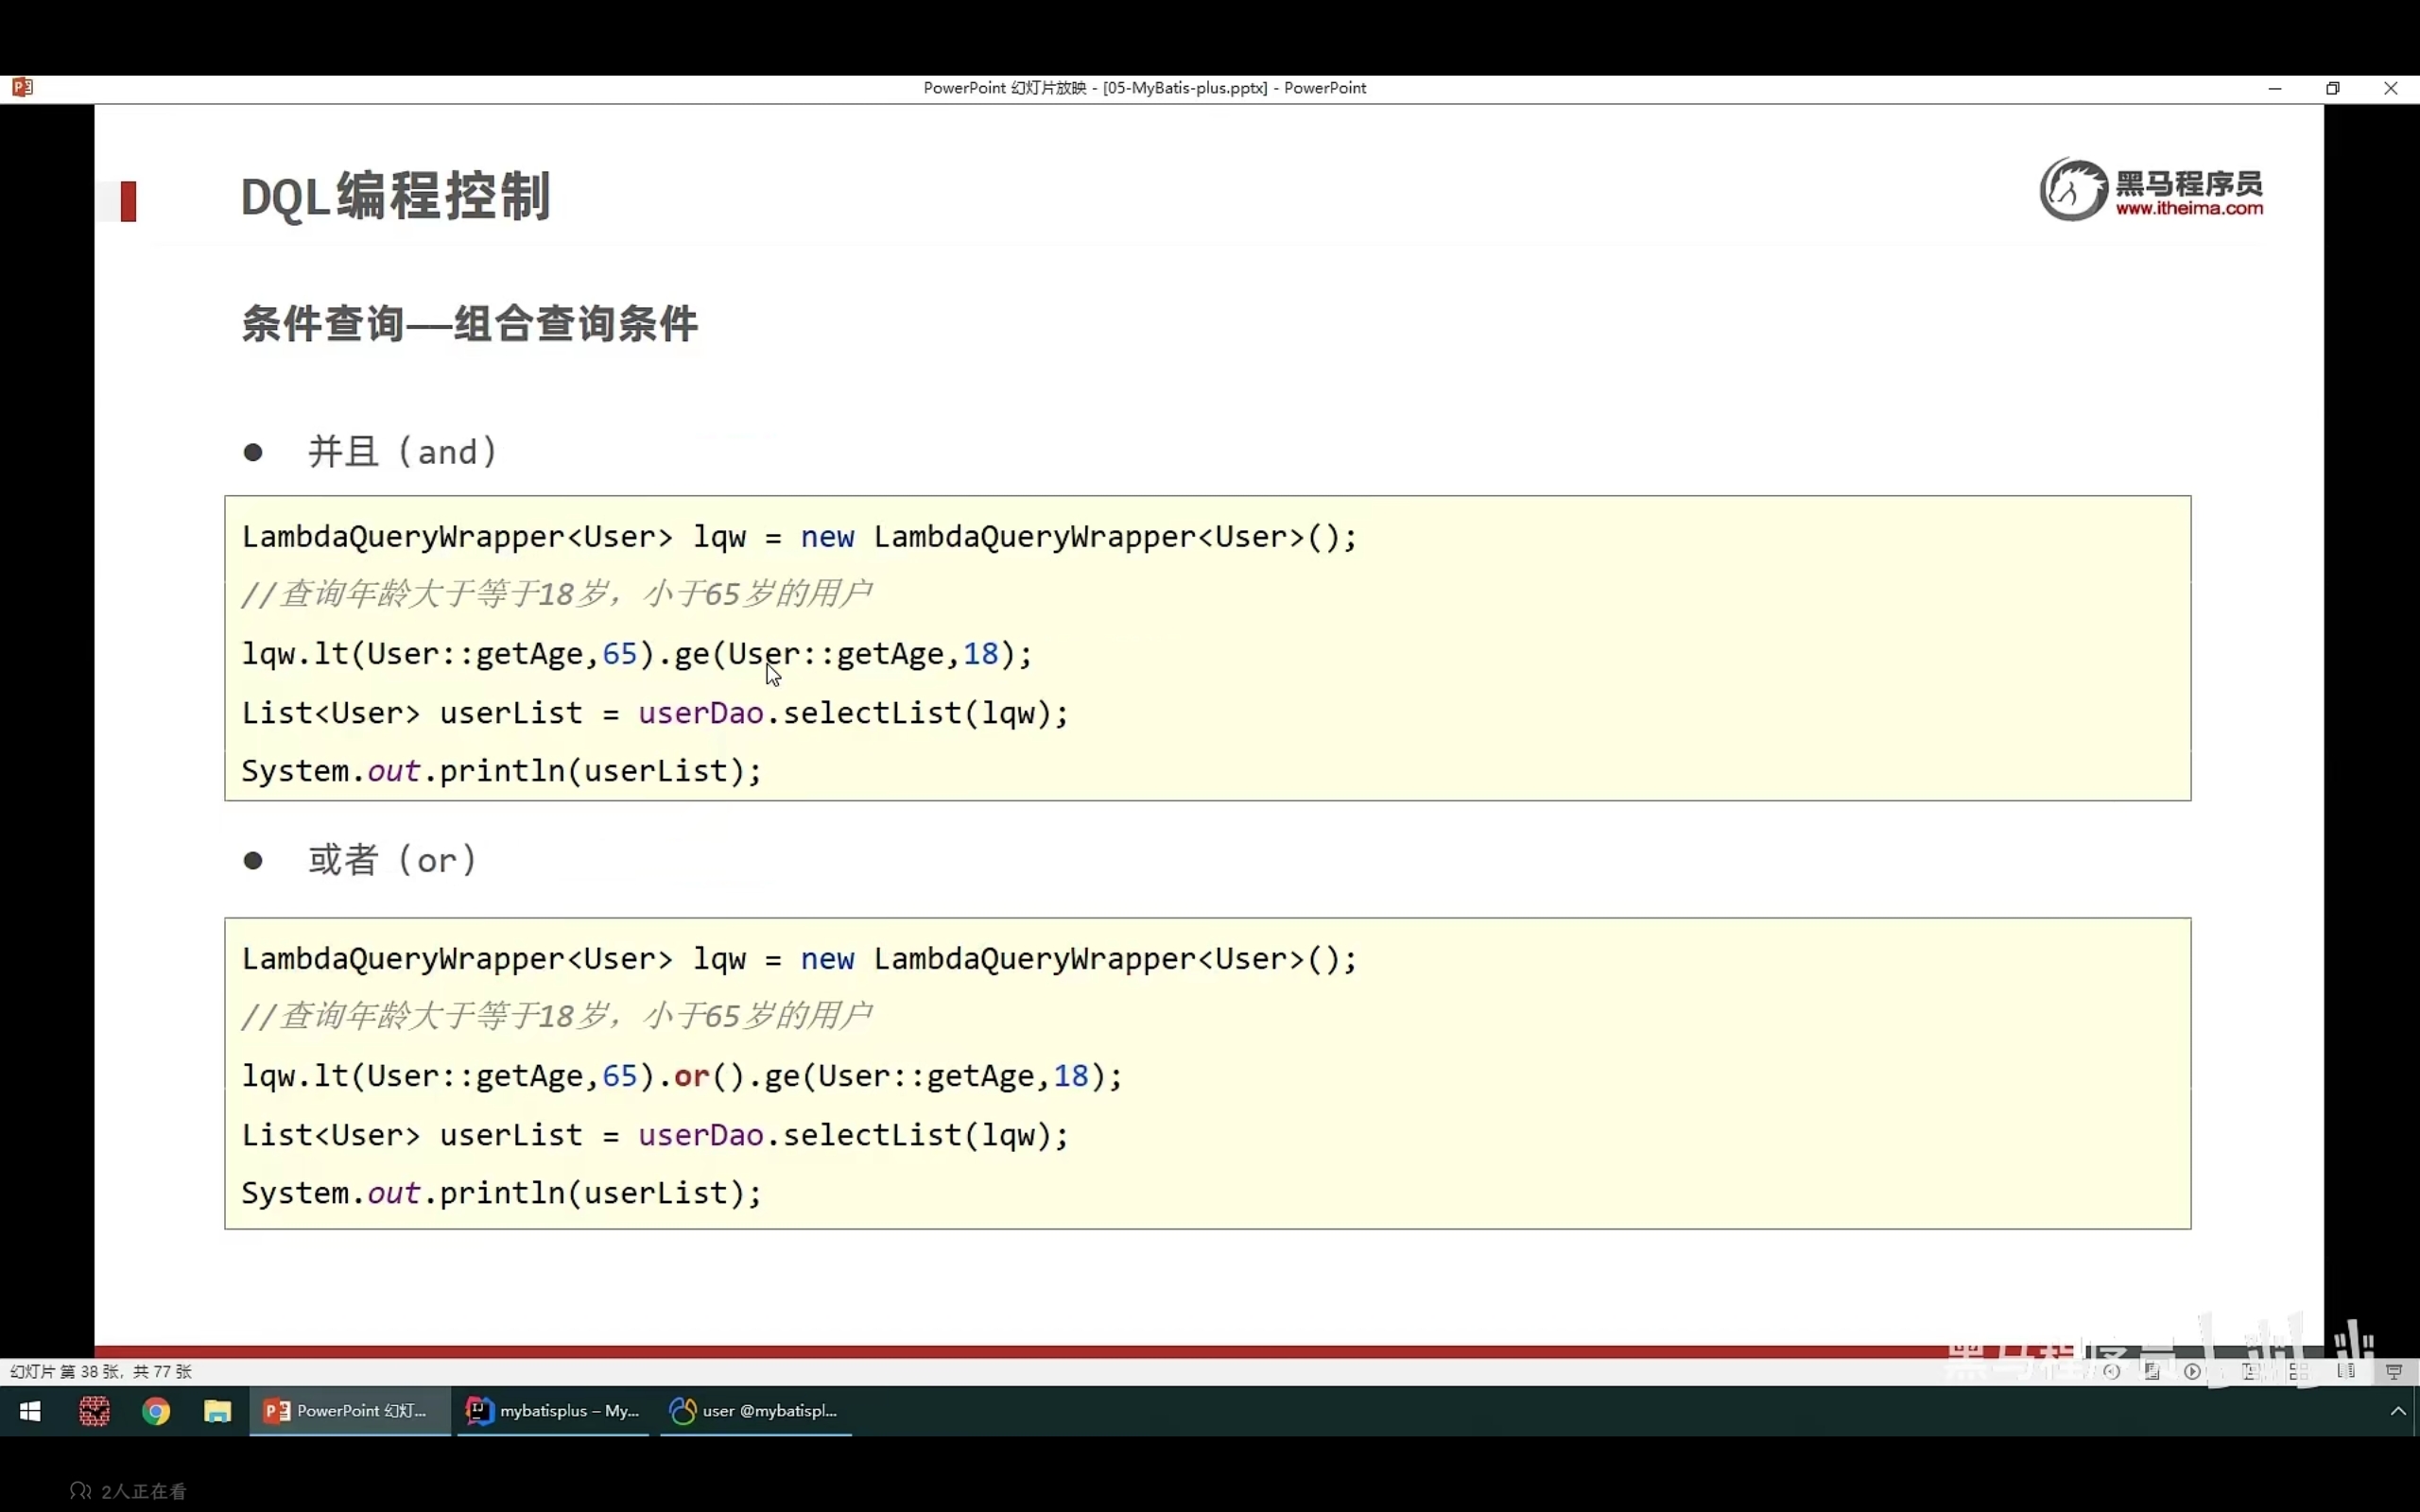 PowerPoint 幻灯片放映 - [05-MyBatis-plus.pptx] - PowerPoint
DQL编程控制
黑马程序员
www.itheima.com
条件查询——组合查询条件
● 并且（and）
LambdaQueryWrapper<User> lqw = new LambdaQueryWrapper<User>();
//查询年龄大于等于18岁，小于65岁的用户
lqw.lt(User::getAge,65).ge(User::getAge,18);
List<User> userList = userDao.selectList(lqw);
System.out.println(userList);
● 或者（or）
LambdaQueryWrapper<User> lqw = new LambdaQueryWrapper<User>();
//查询年龄大于等于18岁，小于65岁的用户
lqw.lt(User::getAge,65).or().ge(User::getAge,18);
List<User> userList = userDao.selectList(lqw);
System.out.println(userList);
黑马程序员
幻灯片 第 38 张，共 77 张
PowerPoint 幻灯...
mybatisplus – My...
user @mybatispl...
2人正在看